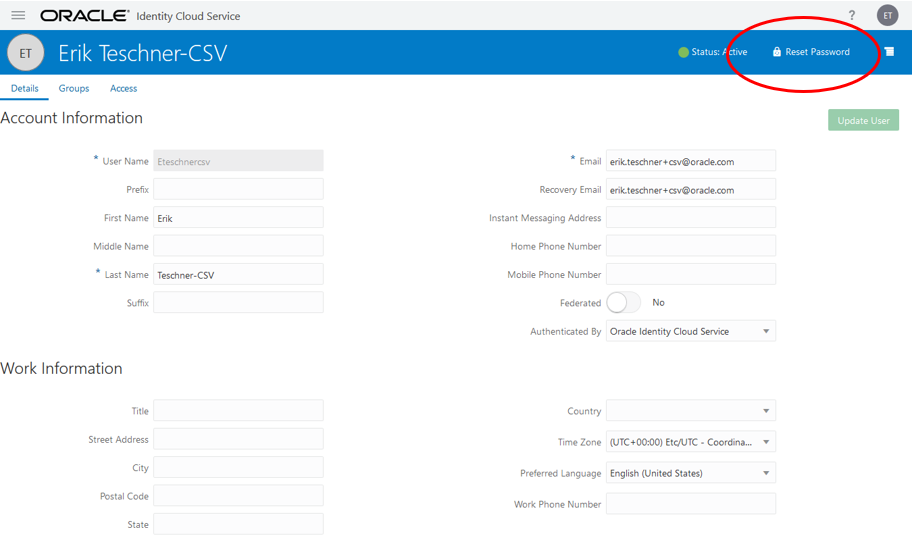 ORACLE® Identity Cloud Service ? ET
ET Erik Teschner-CSV Status: Active Reset Password
Details Groups Access
Account Information Update User
* User Name Eteschnercsv
Prefix
First Name Erik
Middle Name
* Last Name Teschner-CSV
Suffix
* Email erik.teschner+csv@oracle.com
Recovery Email erik.teschner+csv@oracle.com
Instant Messaging Address
Home Phone Number
Mobile Phone Number
Federated No
Authenticated By Oracle Identity Cloud Service
Work Information
Title
Street Address
City
Postal Code
State
Country
Time Zone (UTC+00:00) Etc/UTC - Coordina...
Preferred Language English (United States)
Work Phone Number